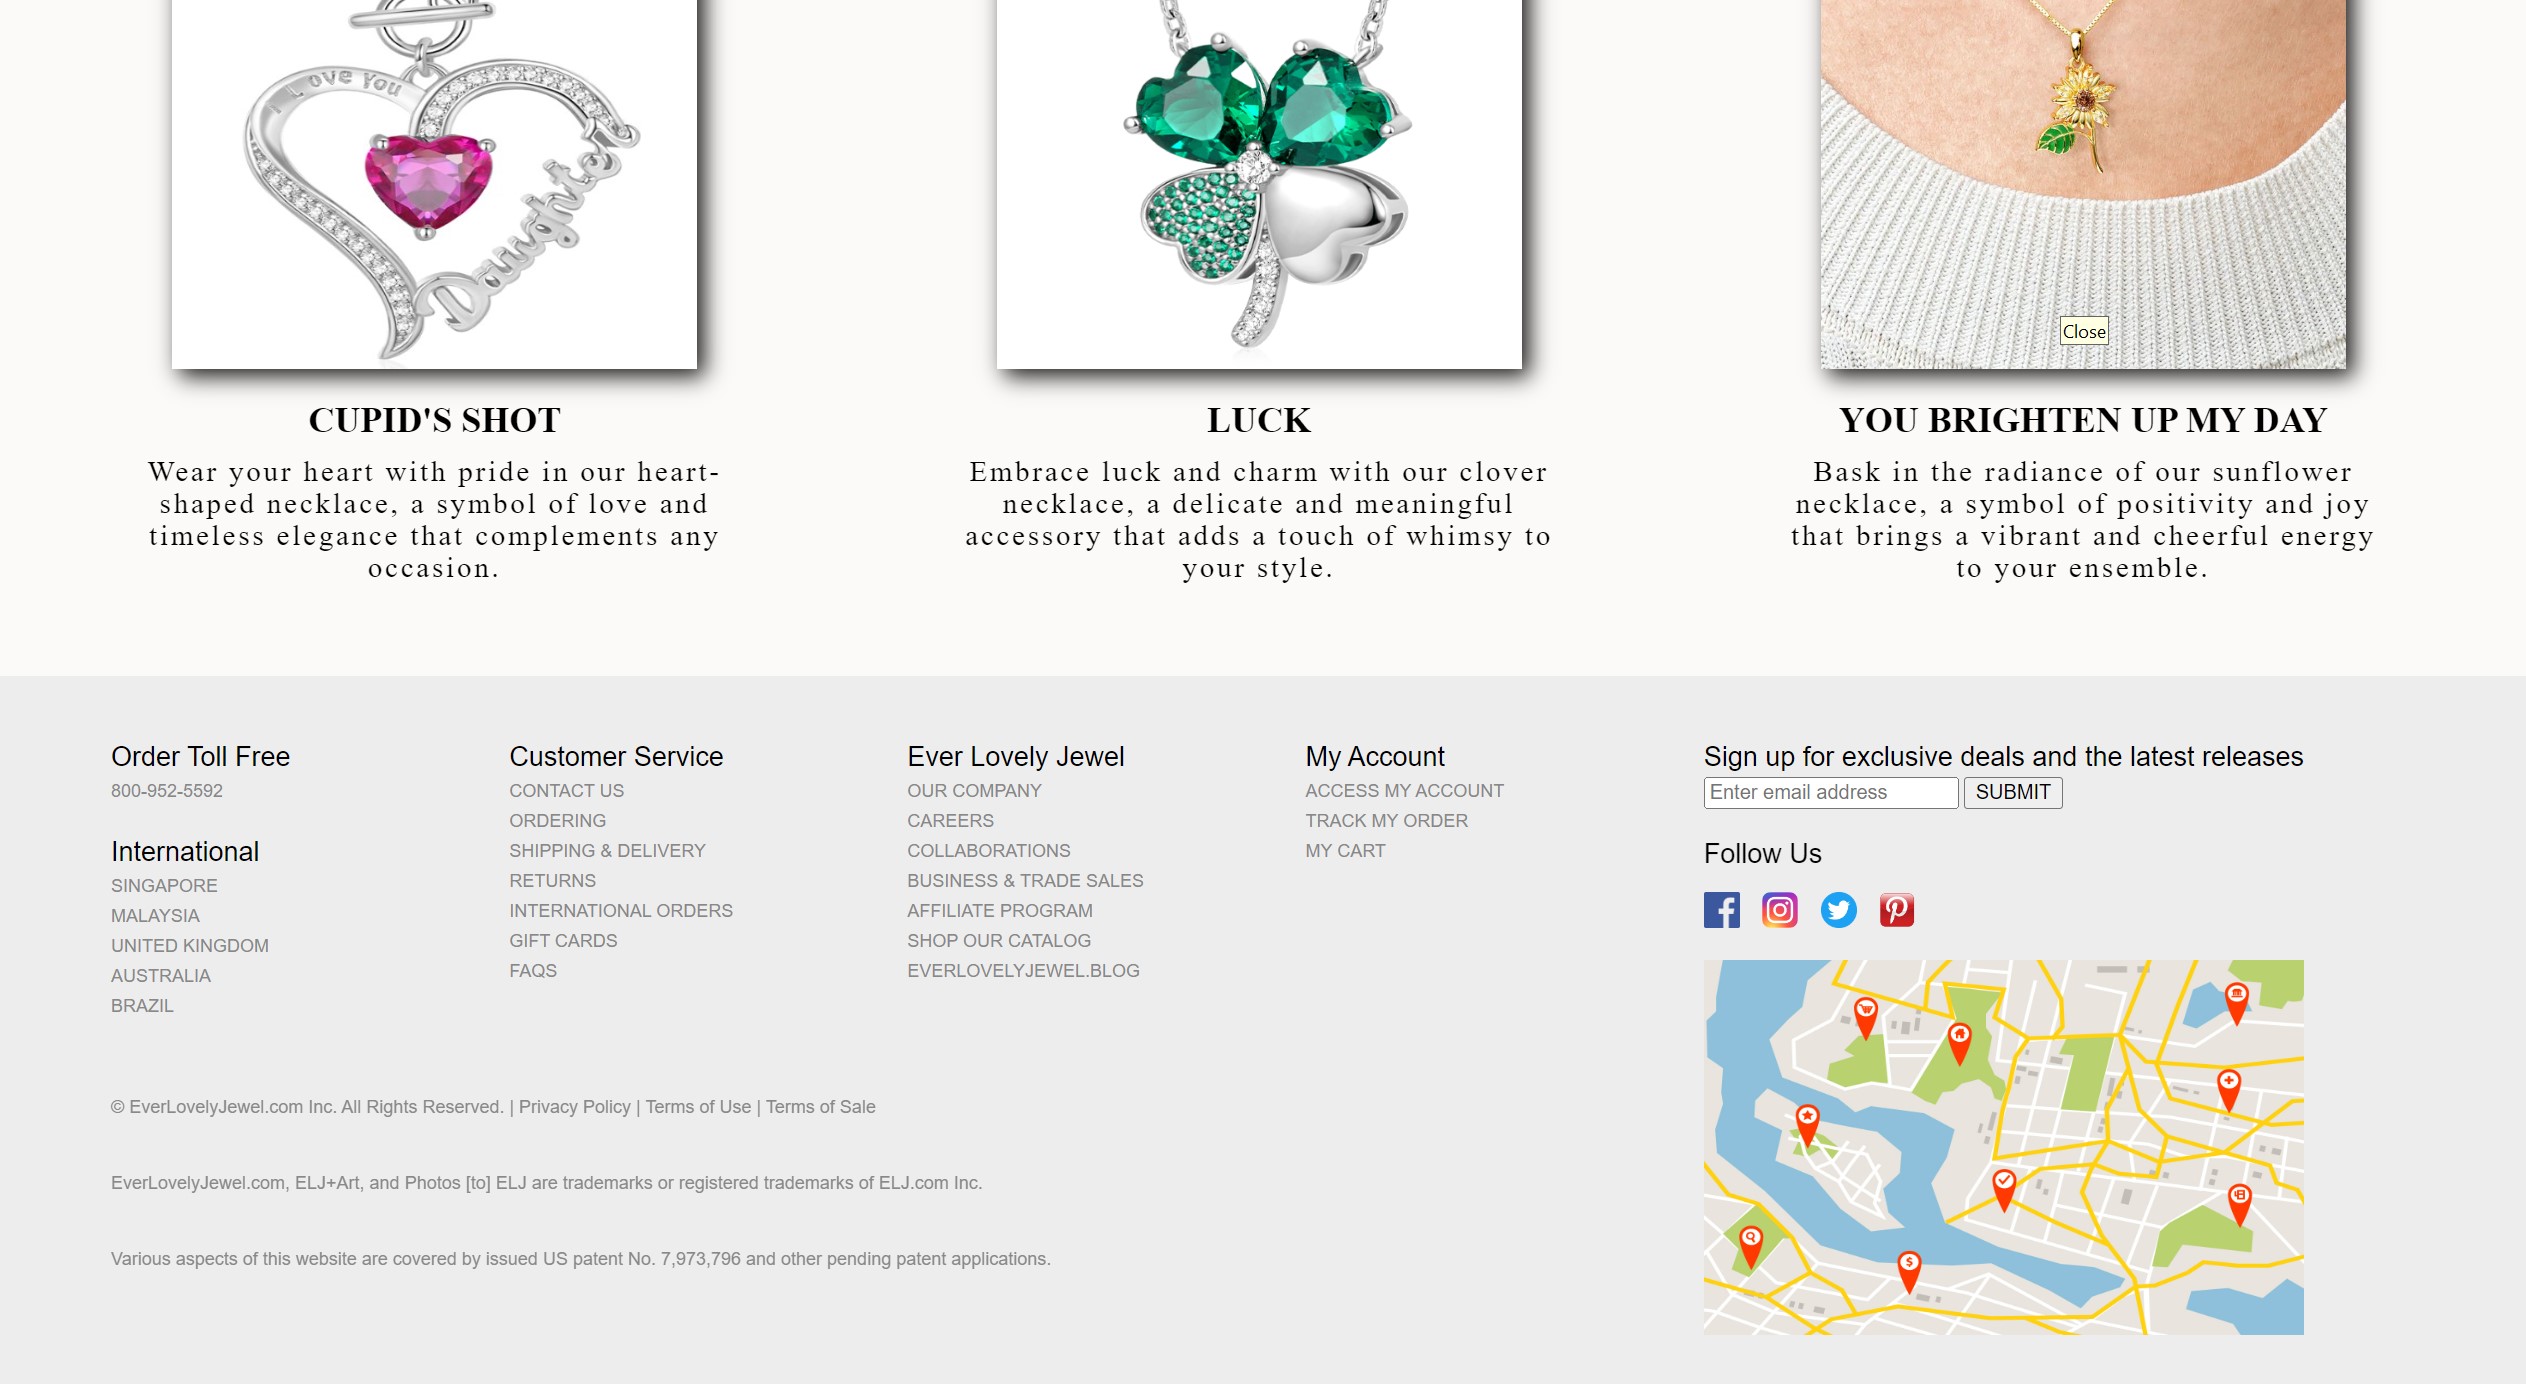 I Love You
Daughter
Close
CUPID'S SHOT
Wear your heart with pride in our heart-
shaped necklace, a symbol of love and
timeless elegance that complements any
occasion.
LUCK
Embrace luck and charm with our clover
necklace, a delicate and meaningful
accessory that adds a touch of whimsy to
your style.
YOU BRIGHTEN UP MY DAY
Bask in the radiance of our sunflower
necklace, a symbol of positivity and joy
that brings a vibrant and cheerful energy
to your ensemble.
Order Toll Free
800-952-5592
International
SINGAPORE
MALAYSIA
UNITED KINGDOM
AUSTRALIA
BRAZIL
Customer Service
CONTACT US
ORDERING
SHIPPING & DELIVERY
RETURNS
INTERNATIONAL ORDERS
GIFT CARDS
FAQS
Ever Lovely Jewel
OUR COMPANY
CAREERS
COLLABORATIONS
BUSINESS & TRADE SALES
AFFILIATE PROGRAM
SHOP OUR CATALOG
EVERLOVELYJEWEL.BLOG
My Account
ACCESS MY ACCOUNT
TRACK MY ORDER
MY CART
Sign up for exclusive deals and the latest releases
Enter email address SUBMIT
Follow Us
© EverLovelyJewel.com Inc. All Rights Reserved. | Privacy Policy | Terms of Use | Terms of Sale
EverLovelyJewel.com, ELJ+Art, and Photos [to] ELJ are trademarks or registered trademarks of ELJ.com Inc.
Various aspects of this website are covered by issued US patent No. 7,973,796 and other pending patent applications.